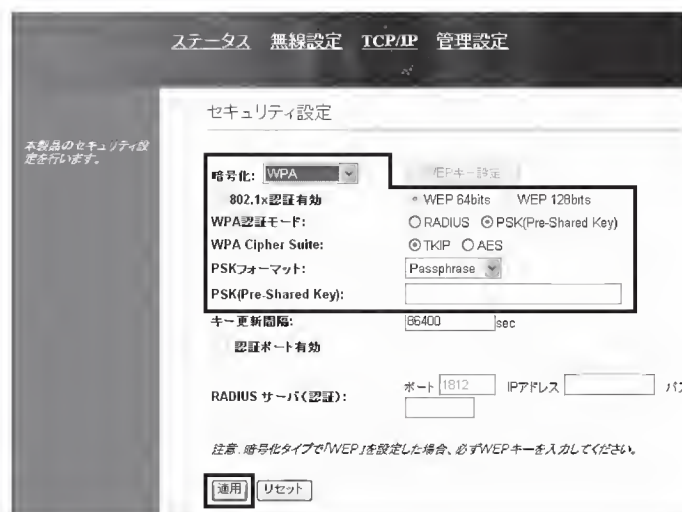 ステータス 無線設定 TCP/IP 管理設定
セキュリティ設定
本製品のセキュリティ設
定を行います。
暗号化: WPA WEPキー設定
802.1x認証有効 WEP 64bits WEP 128bits
WPA認証モード: RADIUS PSK(Pre-Shared Key)
WPA Cipher Suite: TKIP AES
PSKフォーマット: Passphrase
PSK(Pre-Shared Key):
キー更新間隔: 86400 sec
認証ポート有効
RADIUS サーバ(認証): ポート 1812 IPアドレス パス
注意. 暗号化タイプで「WEP」を設定した場合、必ずWEPキーを入力してください。
適用 リセット